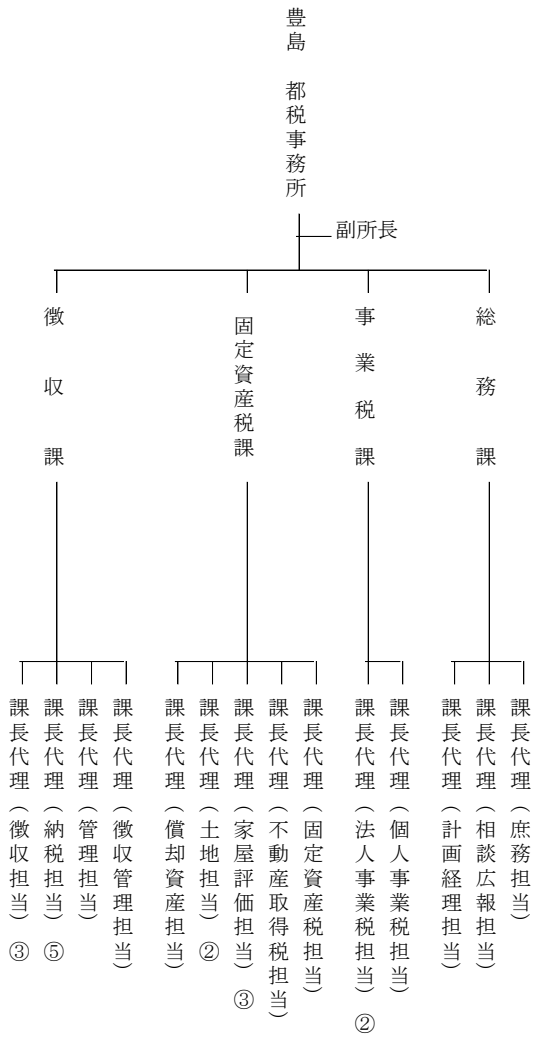 豊島 都税事務所
副所長
総務課
事業税課
固定資産税課
徴収課
課長代理(庶務担当)
課長代理(相談広報担当)
課長代理(計画経理担当)
課長代理(個人事業税担当)
課長代理(法人事業税担当) ②
課長代理(固定資産税担当)
課長代理(不動産取得税担当)
課長代理(家屋評価担当) ③
課長代理(土地担当) ②
課長代理(償却資産担当)
課長代理(徴収管理担当)
課長代理(管理担当)
課長代理(納税担当) ⑤
課長代理(徴収担当) ③